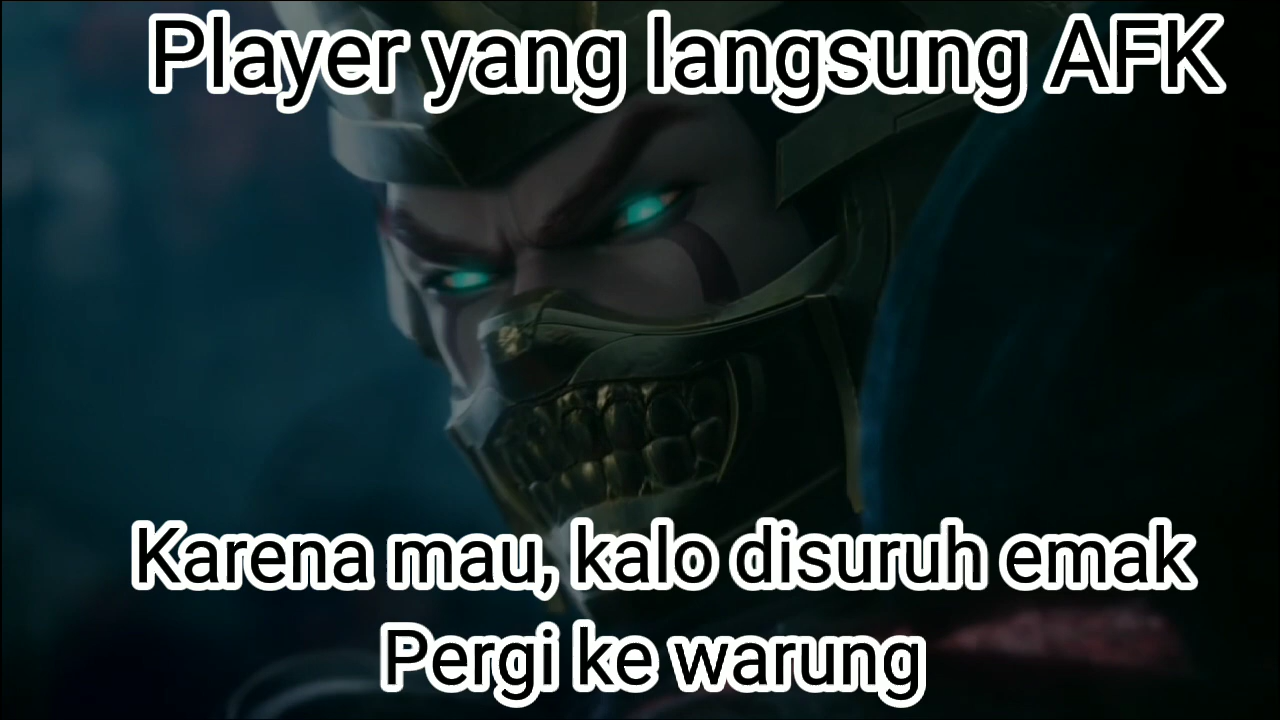 Player yang langsung AFK
Karena mau, kalo disuruh emak
Pergi ke warung